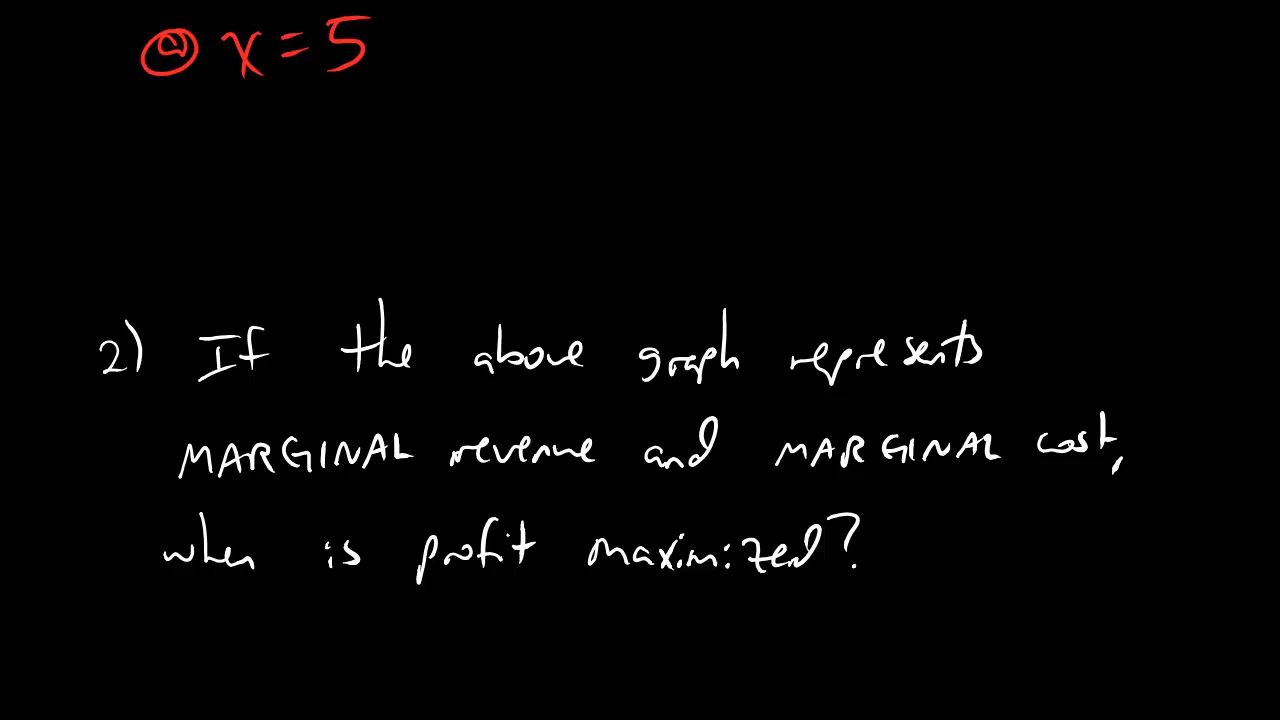 @ x = 5
2) If the above graph represents
MARGINAL revenue and MARGINAL cost,
when is profit maximized?